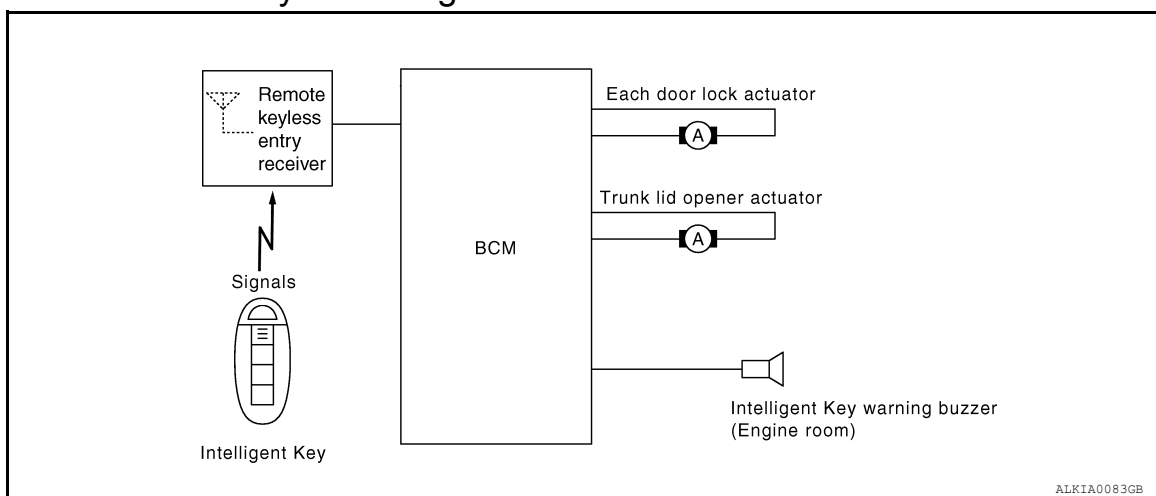 Remote
keyless
entry
receiver
Signals
Intelligent Key
BCM
Each door lock actuator
A
Trunk lid opener actuator
A
Intelligent Key warning buzzer
(Engine room)
ALKIA0083GB